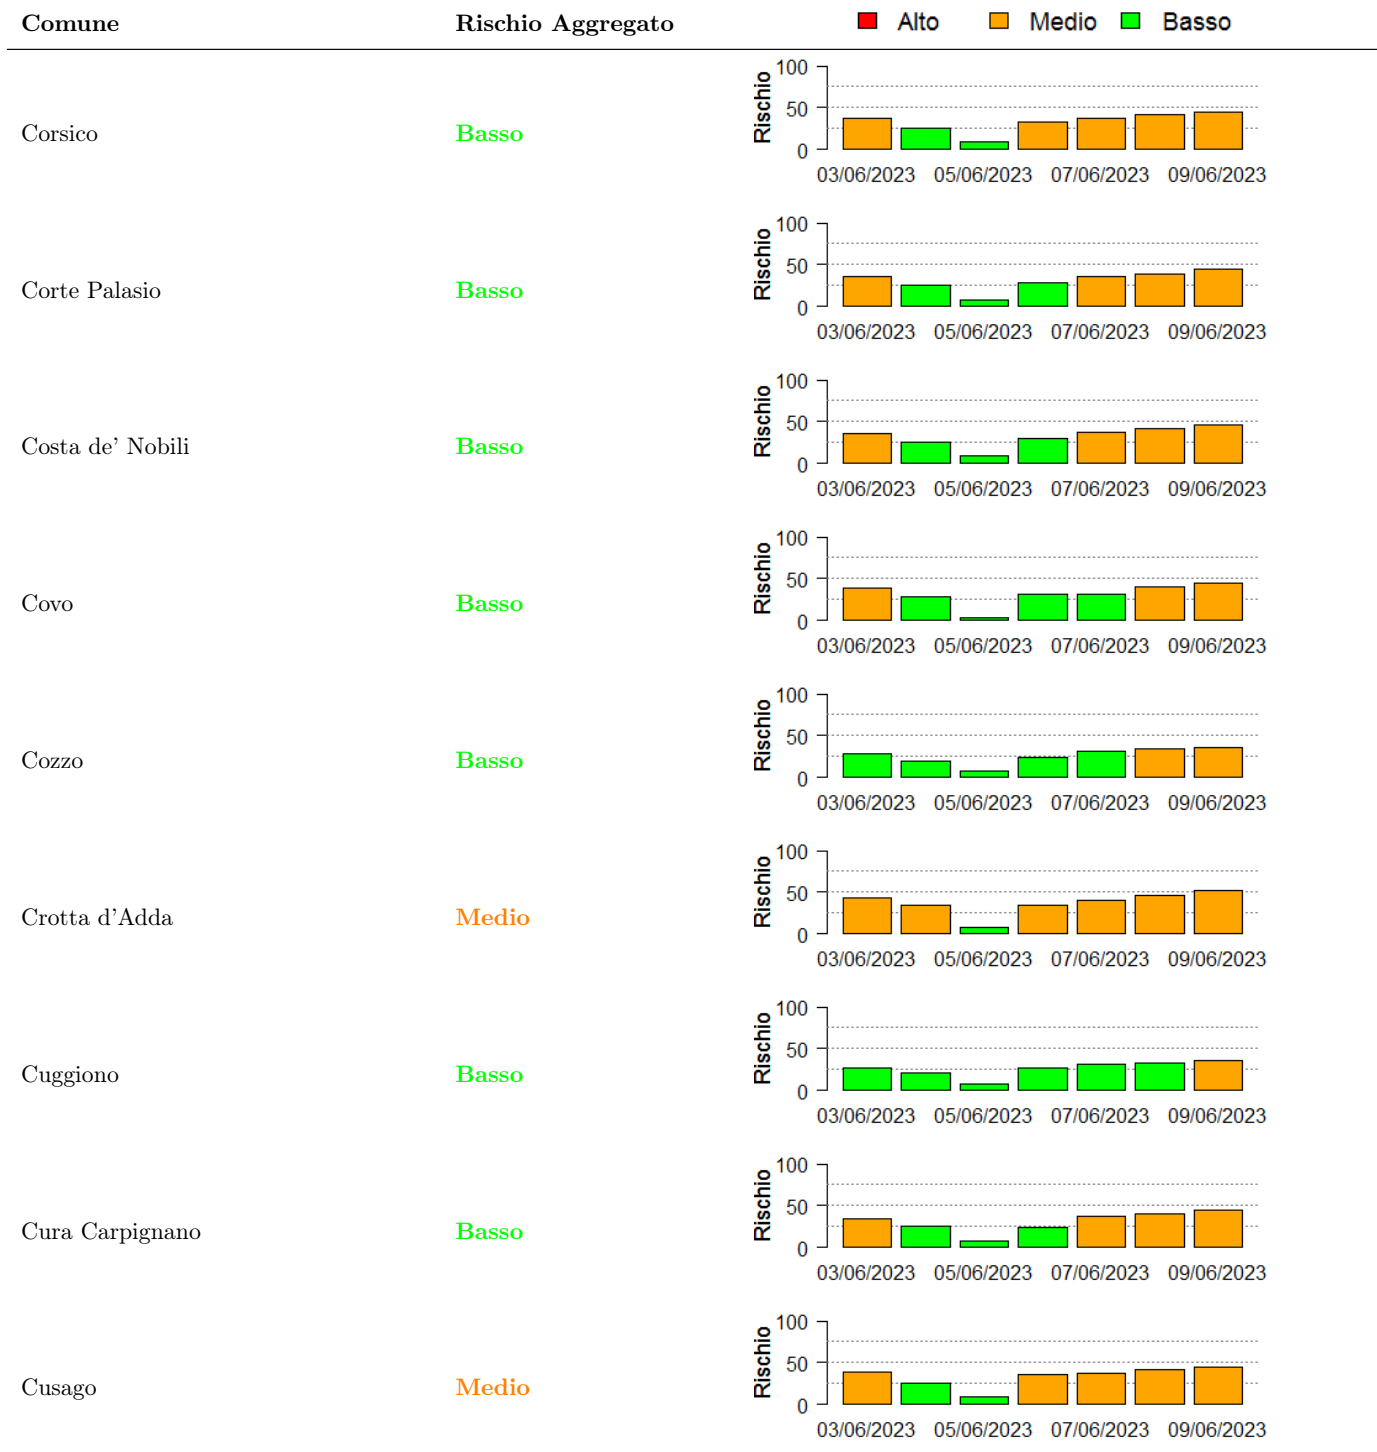 Comune Rischio Aggregato Alto Medio Basso
100
50
0
Rischio
Corsico Basso
03/06/2023 05/06/2023 07/06/2023 09/06/2023
100
50
0
Rischio
Corte Palasio Basso
03/06/2023 05/06/2023 07/06/2023 09/06/2023
100
50
0
Rischio
Costa de’ Nobili Basso
03/06/2023 05/06/2023 07/06/2023 09/06/2023
100
50
0
Rischio
Covo Basso
03/06/2023 05/06/2023 07/06/2023 09/06/2023
100
50
0
Rischio
Cozzo Basso
03/06/2023 05/06/2023 07/06/2023 09/06/2023
100
50
0
Rischio
Crotta d’Adda Medio
03/06/2023 05/06/2023 07/06/2023 09/06/2023
100
50
0
Rischio
Cuggiono Basso
03/06/2023 05/06/2023 07/06/2023 09/06/2023
100
50
0
Rischio
Cura Carpignano Basso
03/06/2023 05/06/2023 07/06/2023 09/06/2023
100
50
0
Rischio
Cusago Medio
03/06/2023 05/06/2023 07/06/2023 09/06/2023